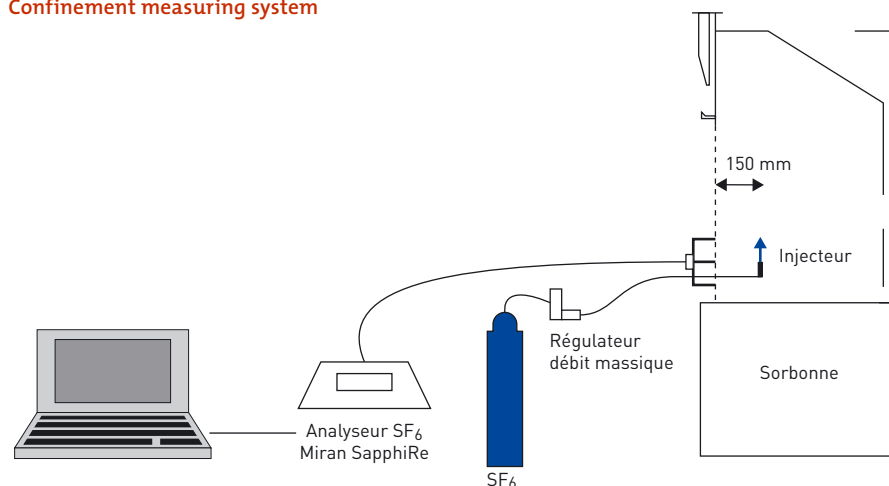 Confinement measuring system
150 mm
Injecteur
Régulateur
débit massique
Sorbonne
Analyseur SF6
Miran SapphiRe
SF6